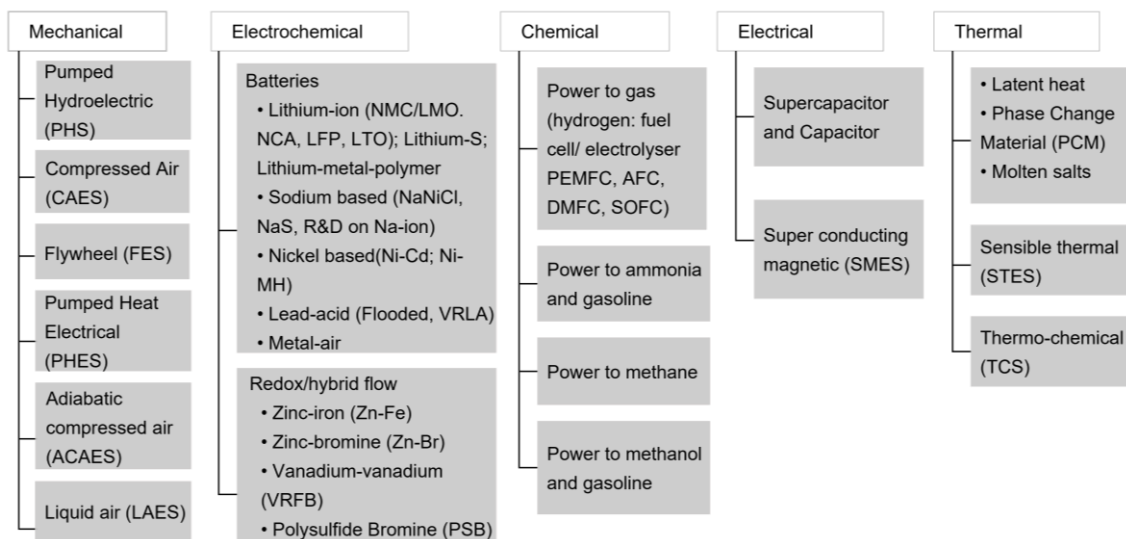 Mechanical
Pumped
Hydroelectric
(PHS)
Compressed Air
(CAES)
Flywheel (FES)
Pumped Heat
Electrical
(PHES)
Adiabatic
compressed air
(ACAES)
Liquid air (LAES)
Electrochemical
Batteries
• Lithium-ion (NMC/LMO.
NCA, LFP, LTO); Lithium-S;
Lithium-metal-polymer
• Sodium based (NaNiCl,
NaS, R&D on Na-ion)
• Nickel based(Ni-Cd; Ni-
MH)
• Lead-acid (Flooded, VRLA)
• Metal-air
Redox/hybrid flow
• Zinc-iron (Zn-Fe)
• Zinc-bromine (Zn-Br)
• Vanadium-vanadium
(VRFB)
• Polysulfide Bromine (PSB)
Chemical
Power to gas
(hydrogen: fuel
cell/ electrolyser
PEMFC, AFC,
DMFC, SOFC)
Power to ammonia
and gasoline
Power to methane
Power to methanol
and gasoline
Electrical
Supercapacitor
and Capacitor
Super conducting
magnetic (SMES)
Thermal
• Latent heat
• Phase Change
Material (PCM)
• Molten salts
Sensible thermal
(STES)
Thermo-chemical
(TCS)